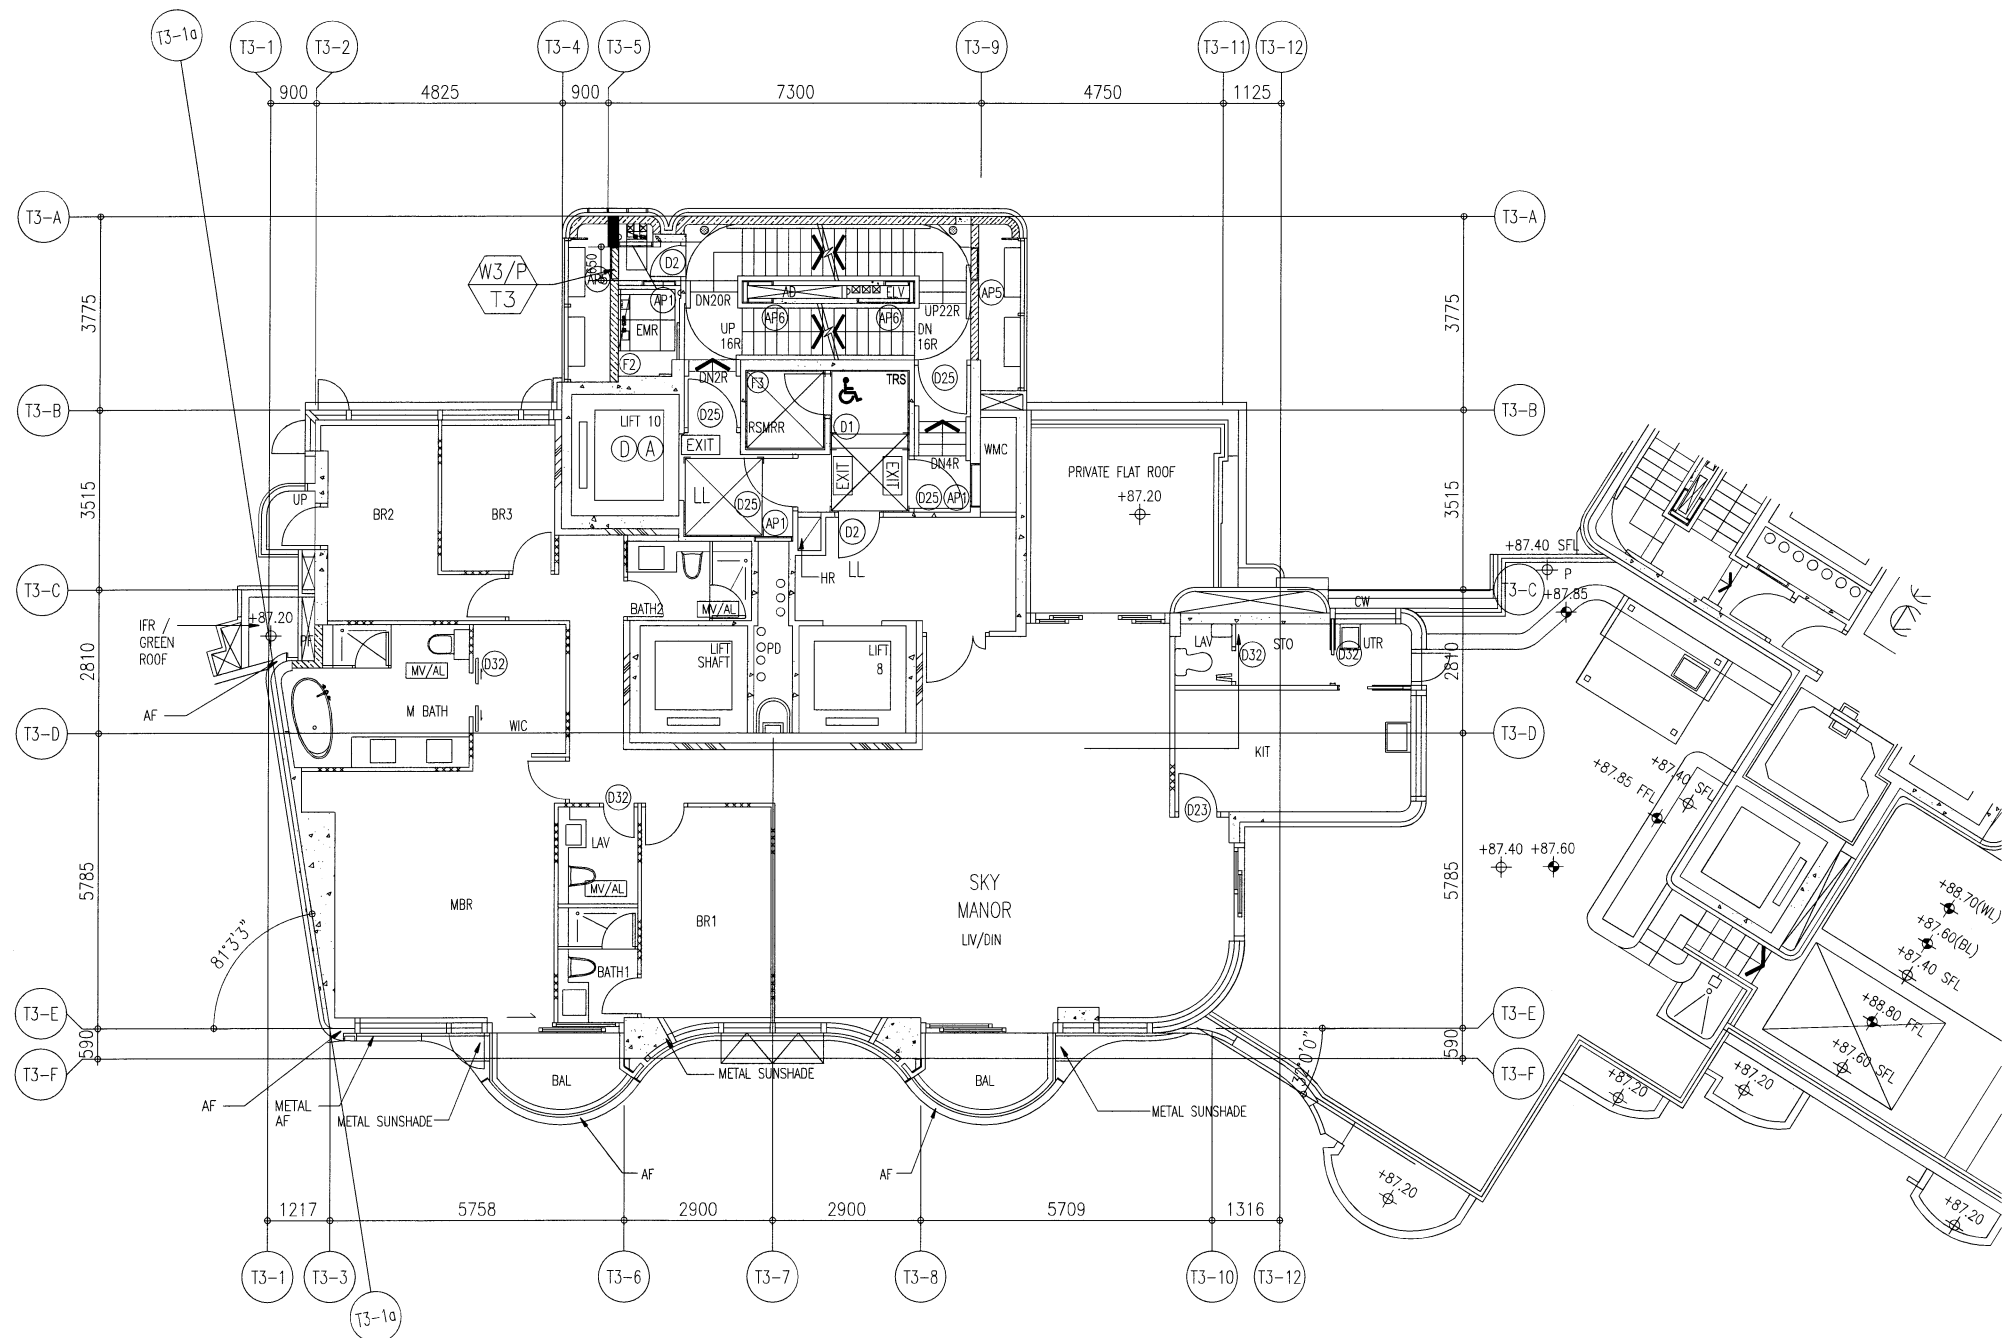 T3-1a
T3-1
T3-2
T3-4
T3-5
T3-9
T3-11
T3-12
900
4825
900
7300
4750
1125
T3-A
T3-A
W3/P
T3
650
D2
AP1
EMR
F2
DN20R
AD
ELV
AP6
AP6
UP
16R
UP22R
DN
16R
AP5
3775
3775
DN2R
F3
TRS
D25
T3-B
LIFT 10
D
A
D25
EXIT
RSMRR
D1
DN4R
WMC
T3-B
PRIVATE FLAT ROOF
+87.20
3515
UP
BR2
BR3
LL
D25
AP1
EXIT
EXIT
D25
AP1
D2
3515
HR
LL
+87.40 SFL
P
+87.85
T3-C
T3-C
BATH2
MV/AL
CW
IFR /
GREEN
ROOF
+87.20
PF
2810
MV/AL
D32
LIFT
SHAFT
PD
LIFT
8
LAV
D32
STO
D32
UTR
2810
AF
M BATH
WIC
T3-D
T3-D
KIT
+87.85 FFL
+87.40 SFL
D32
D23
LAV
MV/AL
5785
5785
+87.40
+87.60
MBR
BR1
SKY
MANOR
LIV/DIN
+88.70(WL)
+87.60(BL)
+87.40 SFL
81°3'3"
BATH1
+88.80 FFL
+87.60 SFL
T3-E
T3-E
590
590
32°0'0"
T3-F
T3-F
BAL
METAL SUNSHADE
BAL
+87.20
+87.20
AF
METAL
AF
METAL SUNSHADE
METAL SUNSHADE
AF
AF
+87.20
+87.20
1217
5758
2900
2900
5709
1316
T3-1
T3-3
T3-6
T3-7
T3-8
T3-10
T3-12
T3-1a